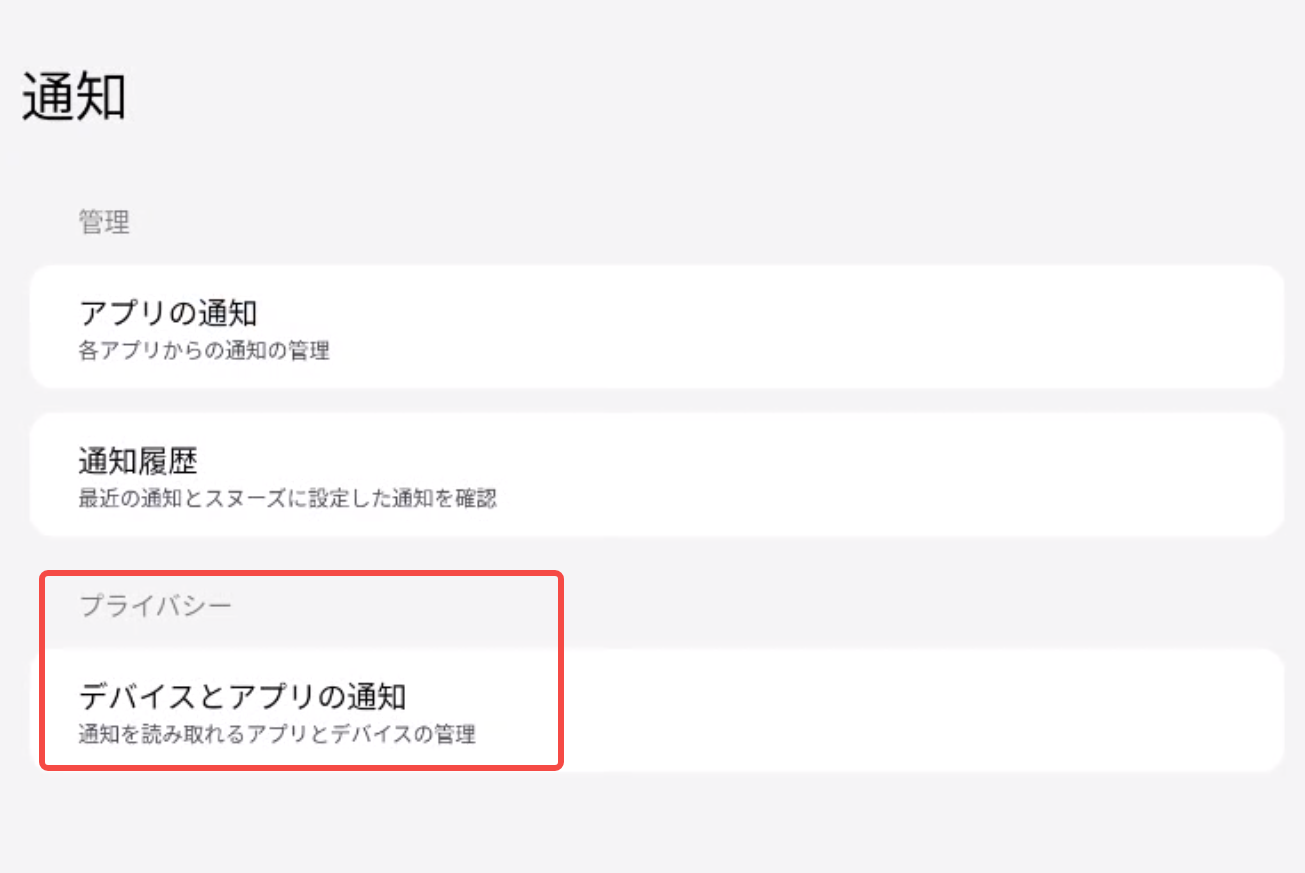 通知
管理
アプリの通知
各アプリからの通知の管理
通知履歴
最近の通知とスヌーズに設定した通知を確認
プライバシー
デバイスとアプリの通知
通知を読み取れるアプリとデバイスの管理